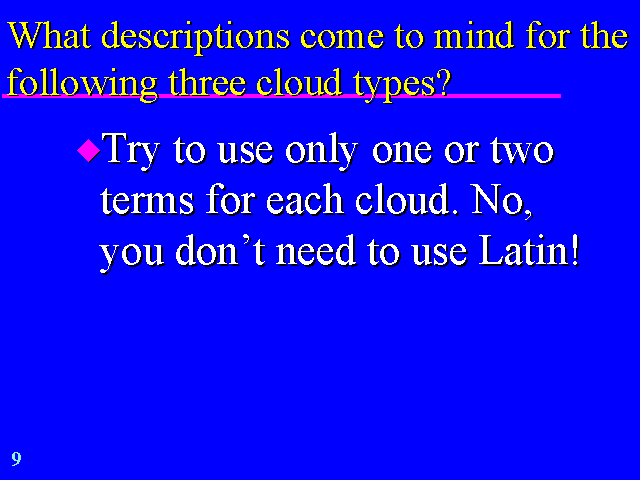 What descriptions come to mind for the
following three cloud types?
Try to use only one or two
terms for each cloud. No,
you don't need to use Latin!
9